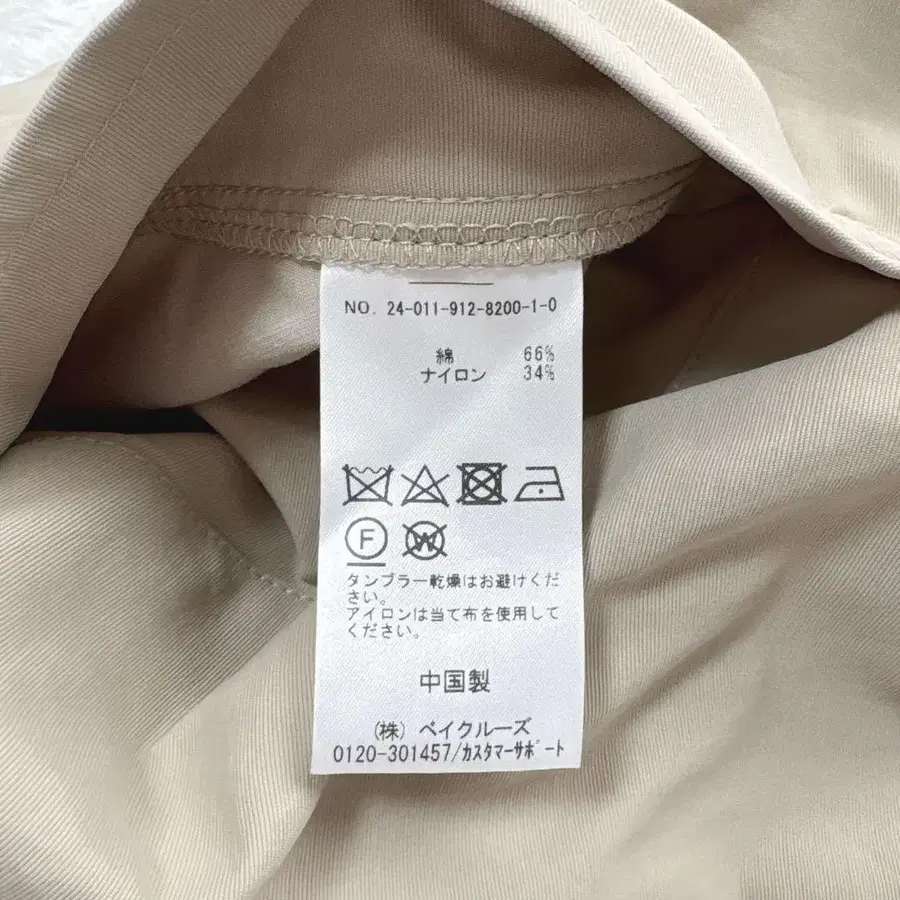 NO. 24-011-912-8200-1-0
綿 66%
ナイロン 34%
F W
タンブラー乾燥はお避けくだ
さい。
アイロンは当て布を使用して
ください。
中国製
(株) ベイクルーズ
0120-301457/ｶｽﾀﾏｰｻﾎﾟｰﾄ